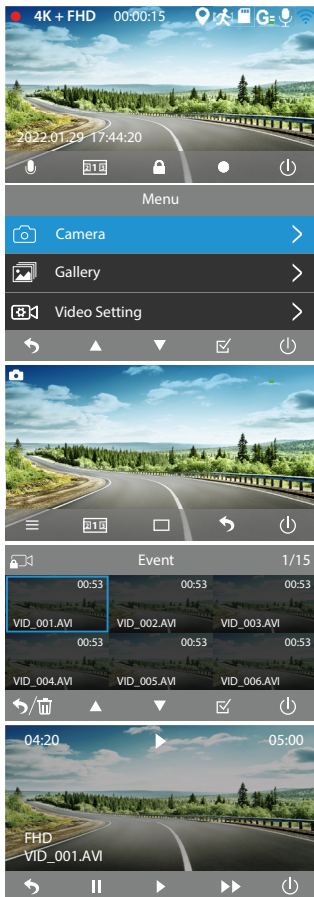 4K + FHD 00:00:15 G
2022.01.29 17:44:20
Menu
Camera
Gallery
Video Setting
Event 1/15
00:53 00:53 00:53
VID_001.AVI VID_002.AVI VID_003.AVI
00:53 00:53 00:53
VID_004.AVI VID_005.AVI VID_006.AVI
04:20 05:00
FHD
VID_001.AVI